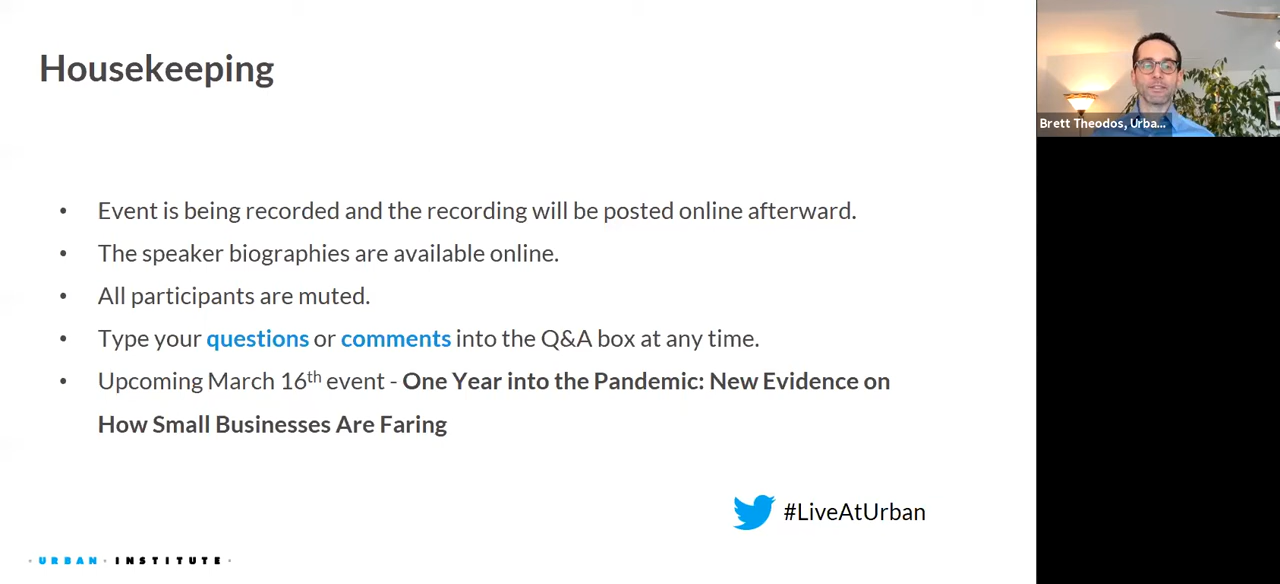 Housekeeping
• Event is being recorded and the recording will be posted online afterward.
• The speaker biographies are available online.
• All participants are muted.
• Type your questions or comments into the Q&A box at any time.
• Upcoming March 16th event - One Year into the Pandemic: New Evidence on
How Small Businesses Are Faring
#LiveAtUrban
· URBAN · INSTITUTE ·
Brett Theodos, Urba...